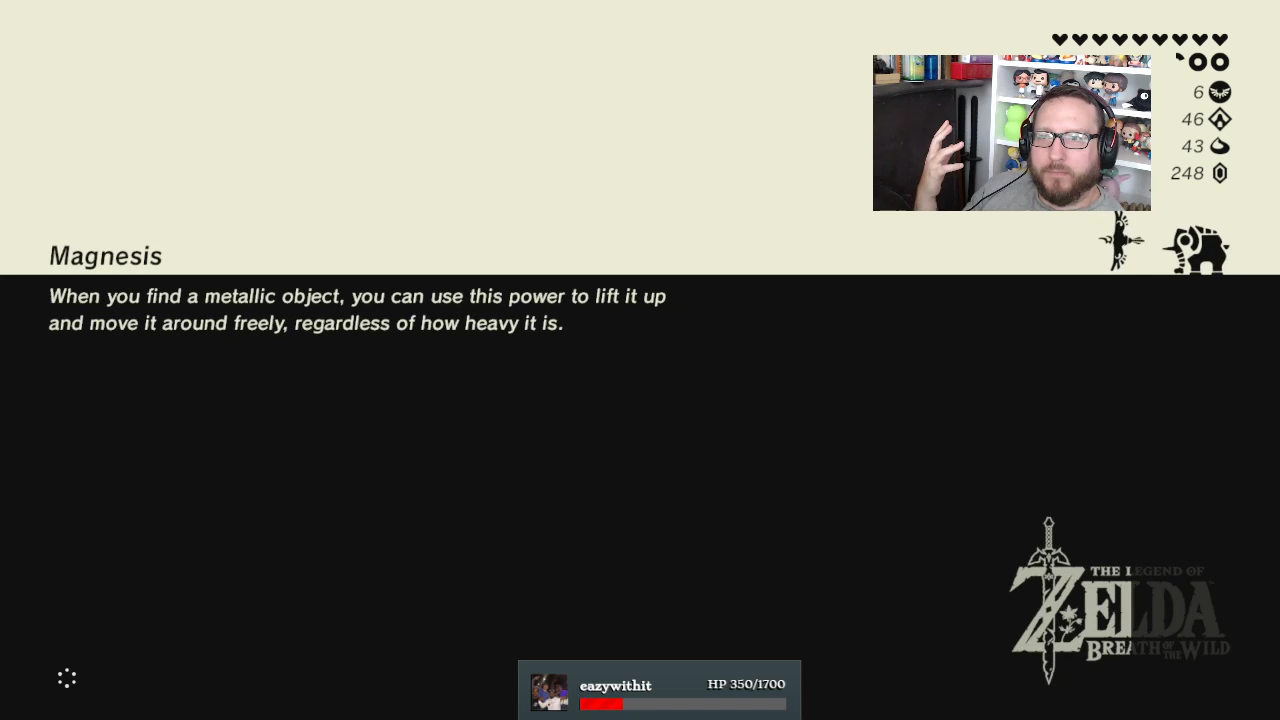 6
46
43
248
Magnesis
When you find a metallic object, you can use this power to lift it up
and move it around freely, regardless of how heavy it is.
THE LEGEND OF
ZELDA
BREATH OF THE WILD
eazywithit HP 350/1700